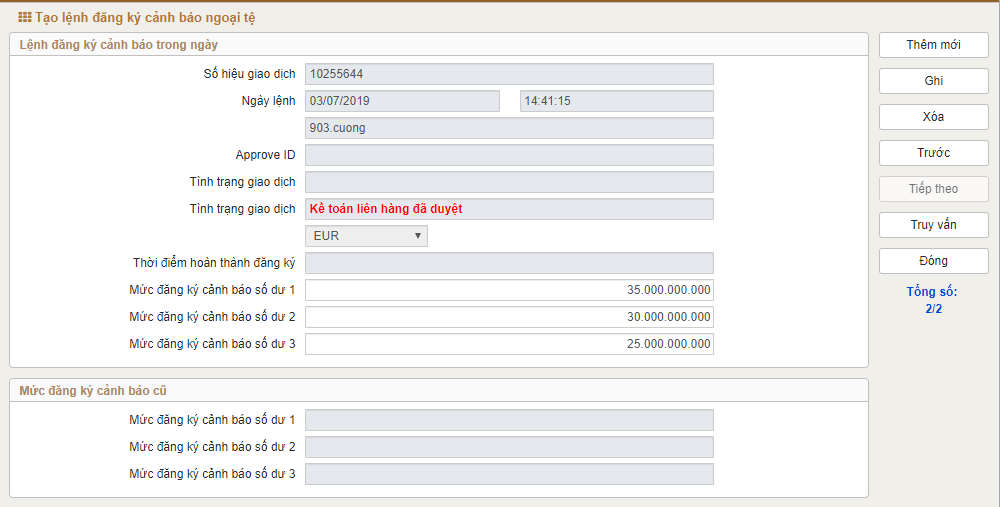 Tạo lệnh đăng ký cảnh báo ngoại tệ
Lệnh đăng ký cảnh báo trong ngày
Số hiệu giao dịch 10255644
Ngày lệnh 03/07/2019 14:41:15
903.cuong
Approve ID
Tình trạng giao dịch
Tình trạng giao dịch Kế toán liên hàng đã duyệt
EUR
Thời điểm hoàn thành đăng ký
Mức đăng ký cảnh báo số dư 1 35.000.000.000
Mức đăng ký cảnh báo số dư 2 30.000.000.000
Mức đăng ký cảnh báo số dư 3 25.000.000.000
Mức đăng ký cảnh báo cũ
Mức đăng ký cảnh báo số dư 1
Mức đăng ký cảnh báo số dư 2
Mức đăng ký cảnh báo số dư 3
Thêm mới
Ghi
Xóa
Trước
Tiếp theo
Truy vấn
Đóng
Tổng số:
2/2